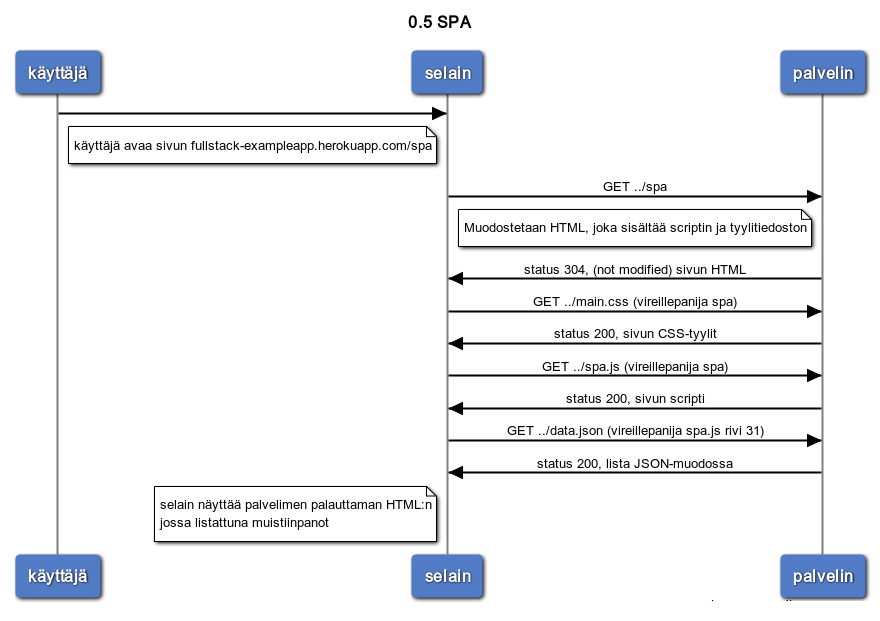 0.5 SPA
käyttäjä
selain
palvelin
käyttäjä avaa sivun fullstack-exampleapp.herokuapp.com/spa
GET ../spa
Muodostetaan HTML, joka sisältää scriptin ja tyylitiedoston
status 304, (not modified) sivun HTML
GET ../main.css (vireillepanija spa)
status 200, sivun CSS-tyylit
GET ../spa.js (vireillepanija spa)
status 200, sivun scripti
GET ../data.json (vireillepanija spa.js rivi 31)
status 200, lista JSON-muodossa
selain näyttää palvelimen palauttaman HTML:n
jossa listattuna muistiinpanot
käyttäjä
selain
palvelin